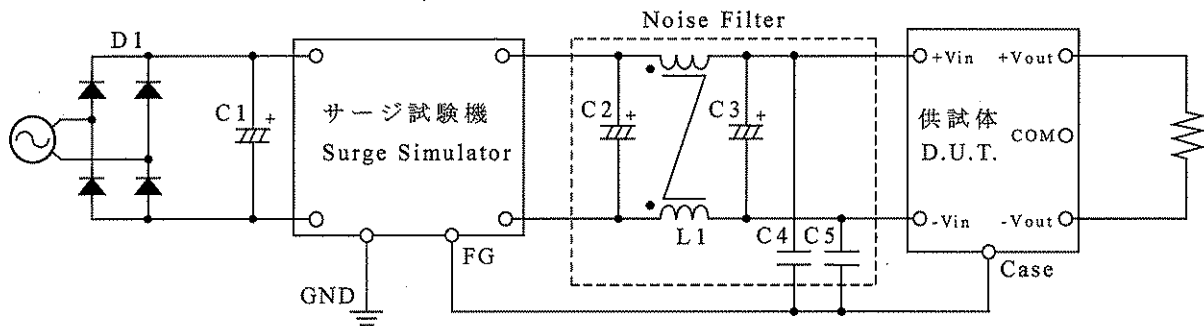 Noise Filter
D1
+Vin
+Vout
C1
+
サージ試験機
Surge Simulator
C2
+
C3
+
供試体
D.U.T.
COM
-Vin
-Vout
L1
C4
C5
FG
Case
GND